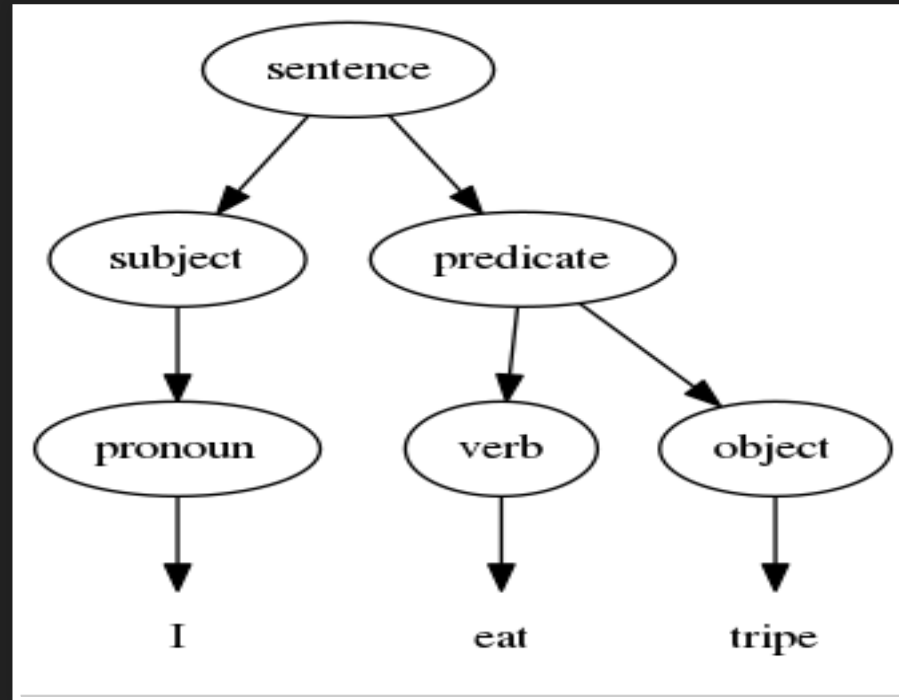 sentence
subject predicate
pronoun verb object
I eat tripe